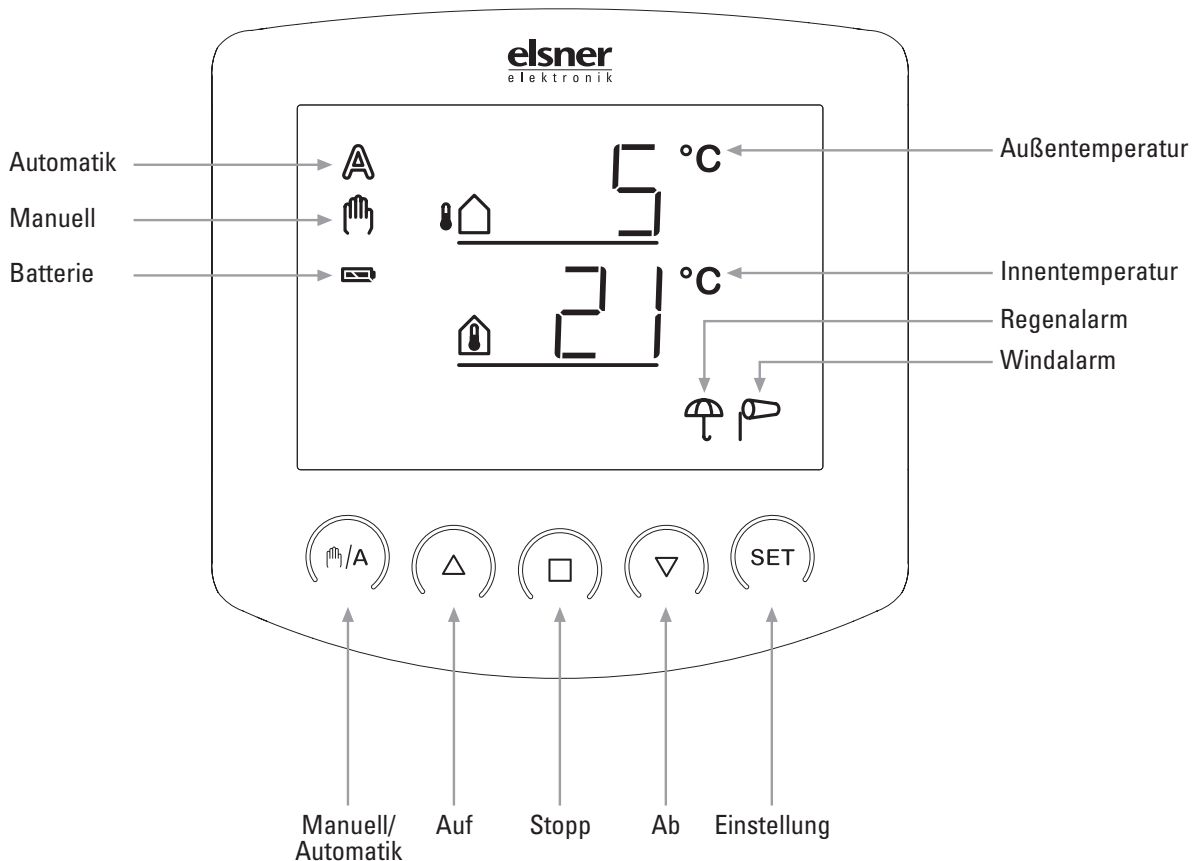 elsner
elektronik
Automatik
A
5 °C
Außentemperatur
Manuell
Batterie
21 °C
Innentemperatur
Regenalarm
Windalarm
/A
SET
Manuell/
Automatik
Auf
Stopp
Ab
Einstellung